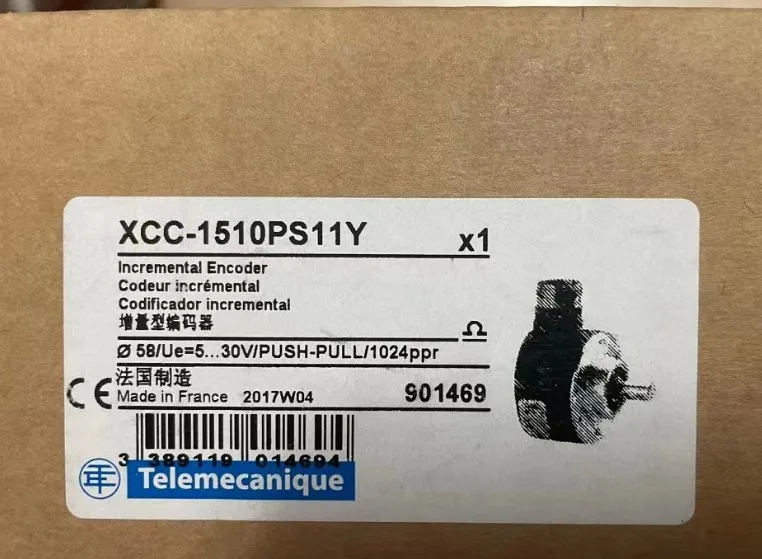 XCC-1510PS11Y x1
Incremental Encoder
Codeur incrémental
Codificador incremental
增量型编码器
Ø 58/Ue=5...30V/PUSH-PULL/1024ppr
法国制造
CE Made in France 2017W04 901469
3 389119 014694
Telemecanique